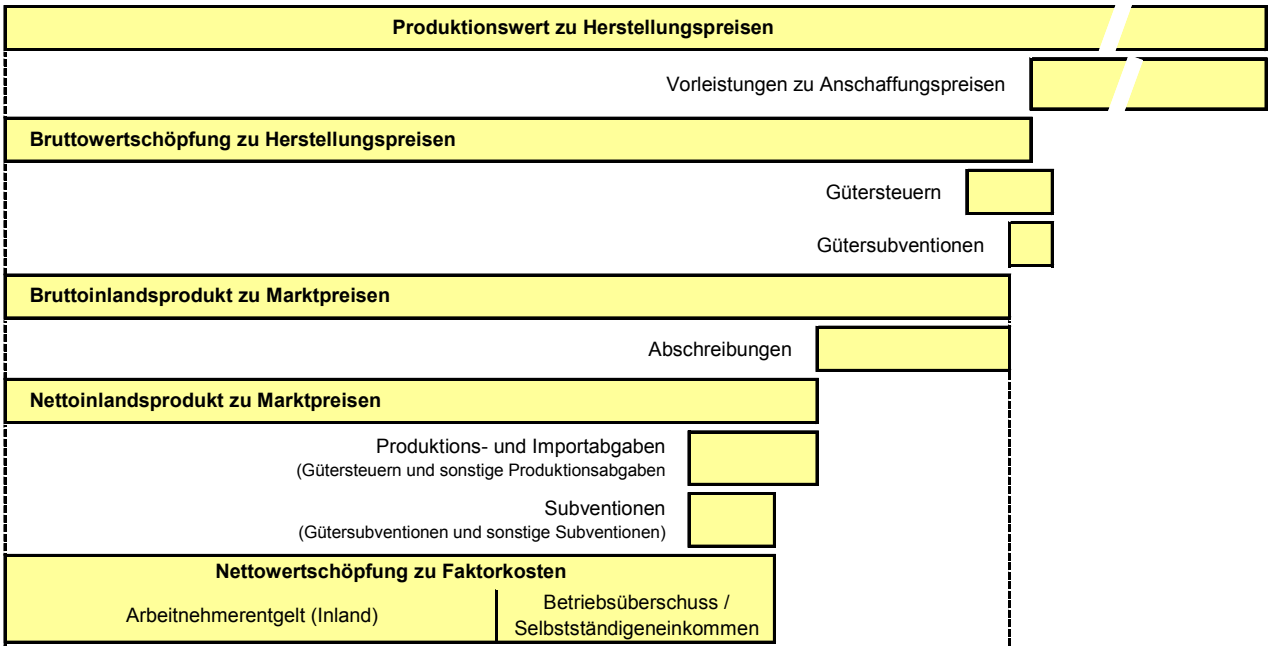 Produktionswert zu Herstellungspreisen
Vorleistungen zu Anschaffungspreisen
Bruttowertschöpfung zu Herstellungspreisen
Gütersteuern
Gütersubventionen
Bruttoinlandsprodukt zu Marktpreisen
Abschreibungen
Nettoinlandsprodukt zu Marktpreisen
Produktions- und Importabgaben
(Gütersteuern und sonstige Produktionsabgaben
Subventionen
(Gütersubventionen und sonstige Subventionen)
Nettowertschöpfung zu Faktorkosten
Arbeitnehmerentgelt (Inland)
Betriebsüberschuss /
Selbstständigeneinkommen